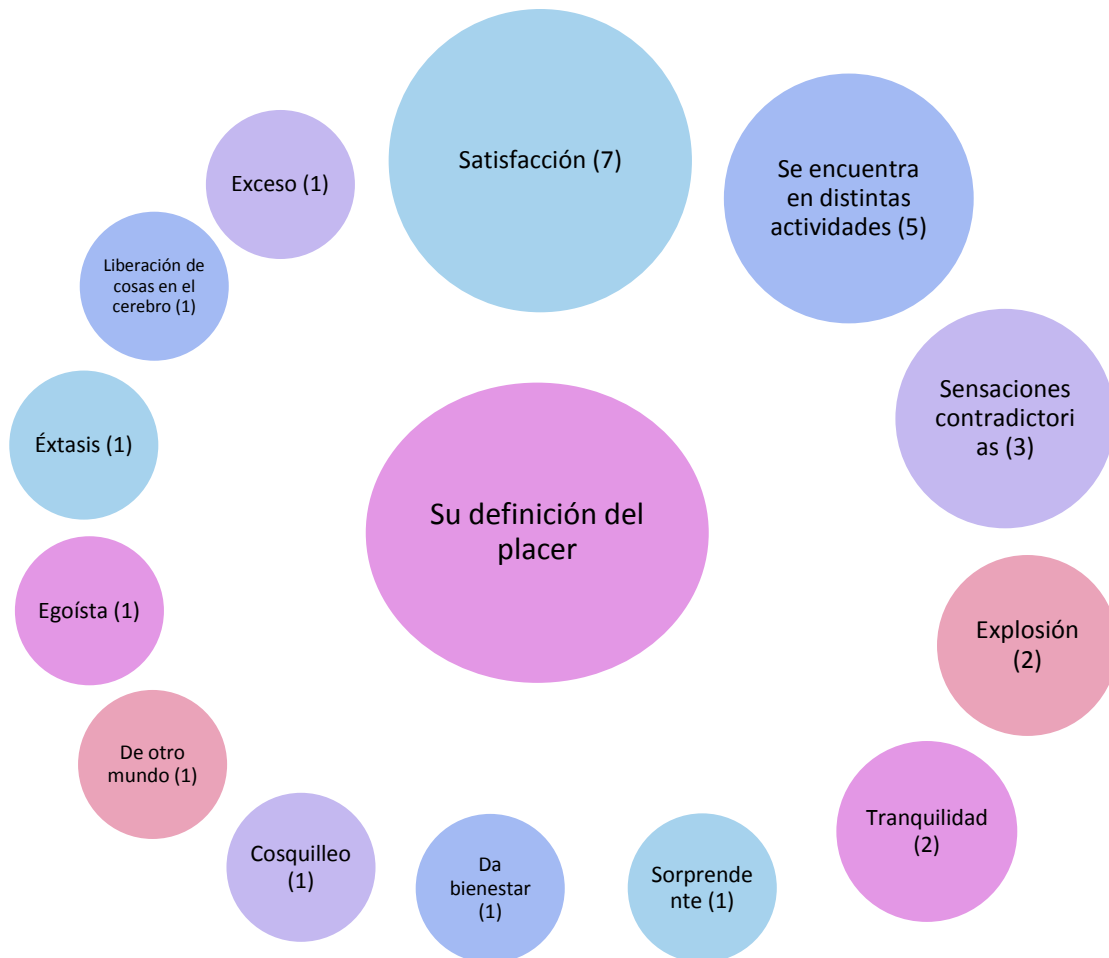 Satisfacción (7)
Se encuentra
en distintas
actividades (5)
Sensaciones
contradictori
as (3)
Explosión
(2)
Tranquilidad
(2)
Sorprende
nte (1)
Da
bienestar
(1)
Cosquilleo
(1)
De otro
mundo (1)
Egoísta (1)
Éxtasis (1)
Liberación de
cosas en el
cerebro (1)
Exceso (1)
Su definición del
placer